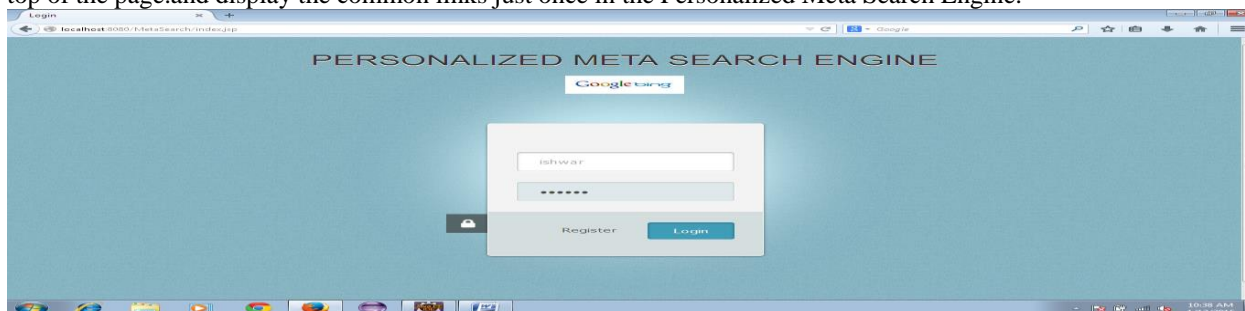 top of the page.and display the common links just once in the Personalized Meta Search Engine.
Login
localhost:8080/MetaSearch/index.jsp
Google
PERSONALIZED META SEARCH ENGINE
Google bing
ishwar
••••••
Register
Login
10:38 AM